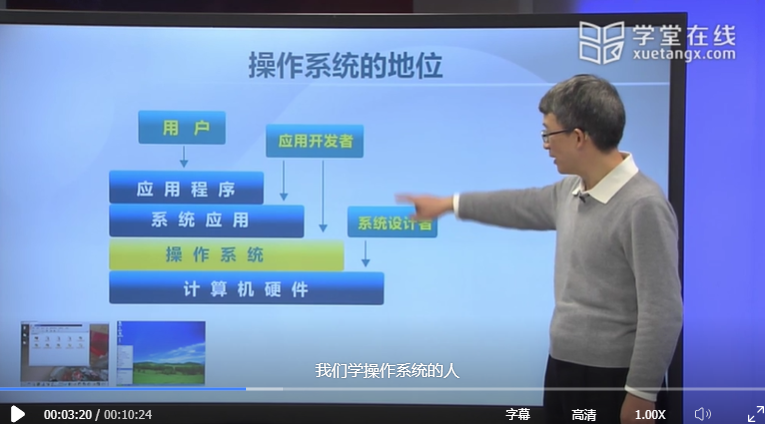 学堂在线
xuetangx.com
操作系统的地位
用 户
应用开发者
应 用 程 序
系 统 应 用
系统设计者
操 作 系 统
计 算 机 硬 件
我们学操作系统的人
00:03:20 / 00:10:24
字幕
高清
1.00X